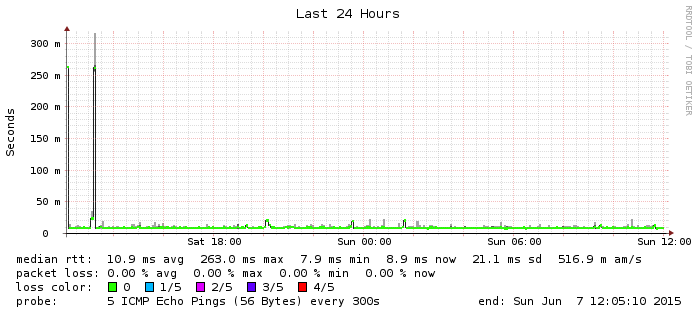 Last 24 Hours
RRDTOOL / TOBI OETIKER
Seconds
300 m
250 m
200 m
150 m
100 m
50 m
0
Sat 18:00 Sun 00:00 Sun 06:00 Sun 12:00
median rtt: 10.9 ms avg 263.0 ms max 7.9 ms min 8.9 ms now 21.1 ms sd 516.9 m am/s
packet loss: 0.00 % avg 0.00 % max 0.00 % min 0.00 % now
loss color: 0 1/5 2/5 3/5 4/5
probe: 5 ICMP Echo Pings (56 Bytes) every 300s end: Sun Jun 7 12:05:10 2015